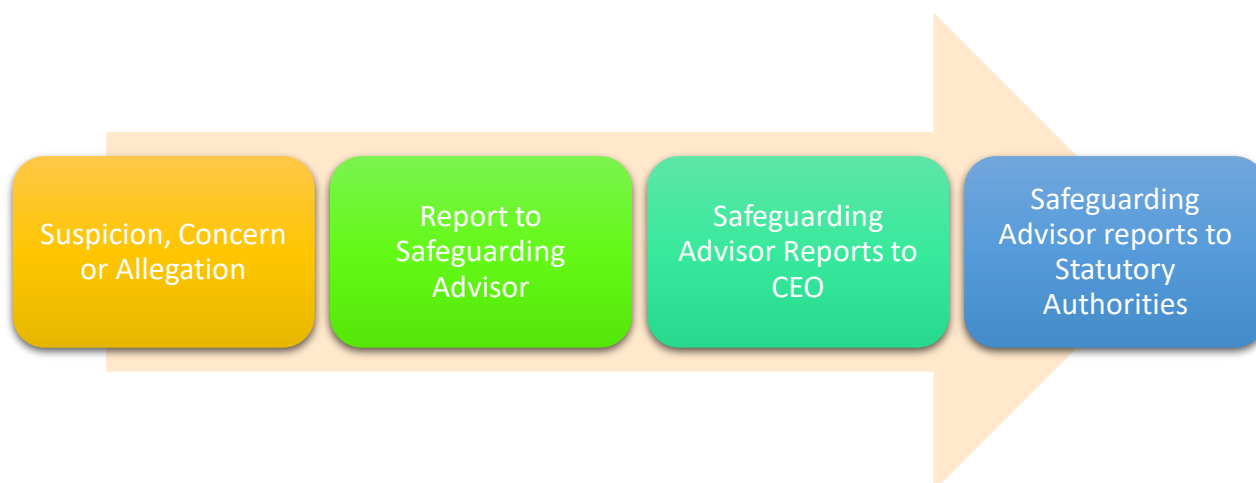 Suspicion, Concern
or Allegation
Report to
Safeguarding
Advisor
Safeguarding
Advisor Reports to
CEO
Safeguarding
Advisor reports to
Statutory
Authorities